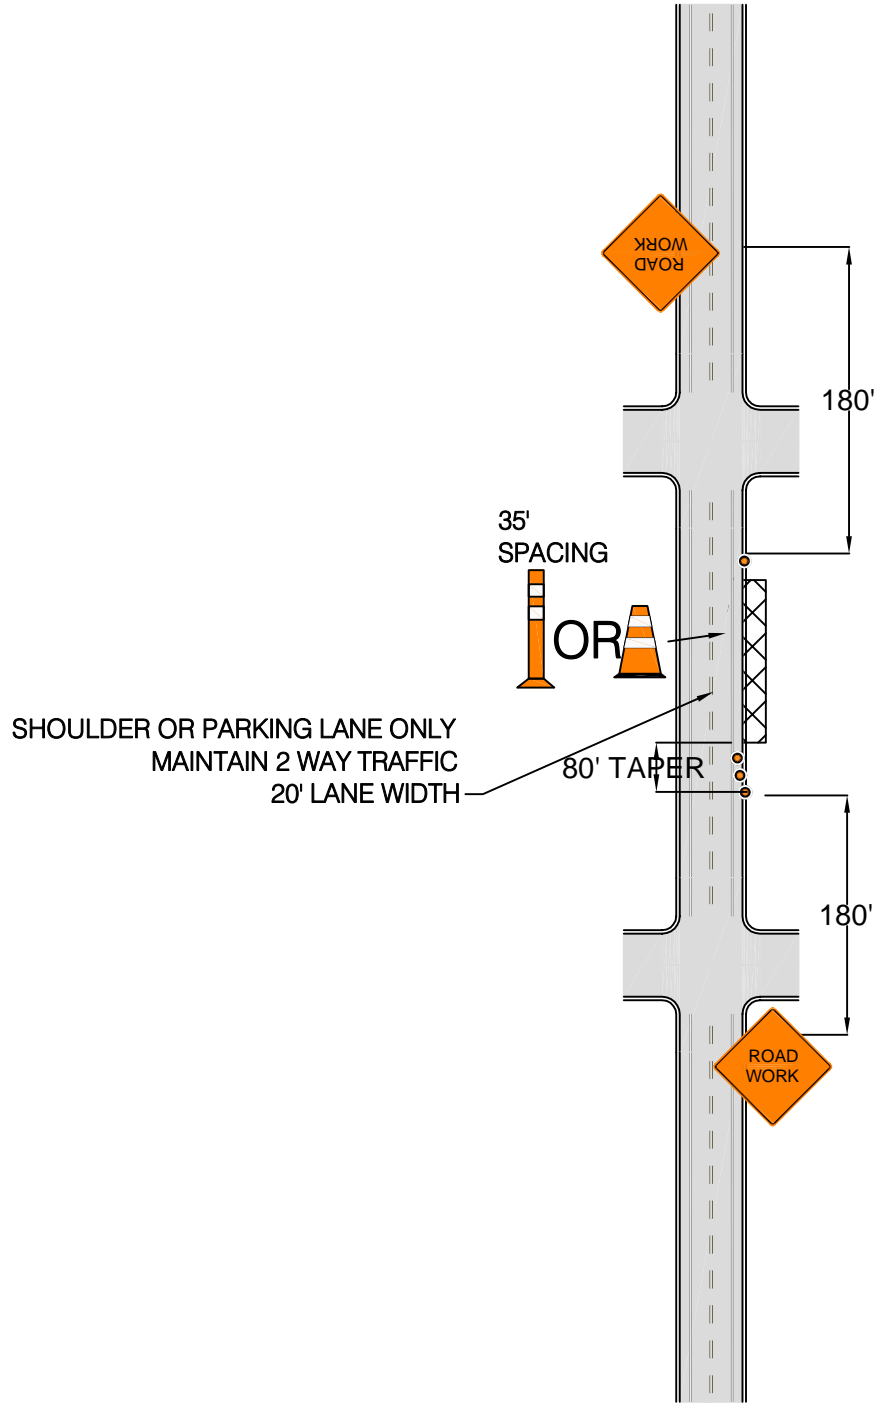 ROAD
WORK
180'
35'
SPACING
OR
SHOULDER OR PARKING LANE ONLY
MAINTAIN 2 WAY TRAFFIC
20' LANE WIDTH
80' TAPER
180'
ROAD
WORK